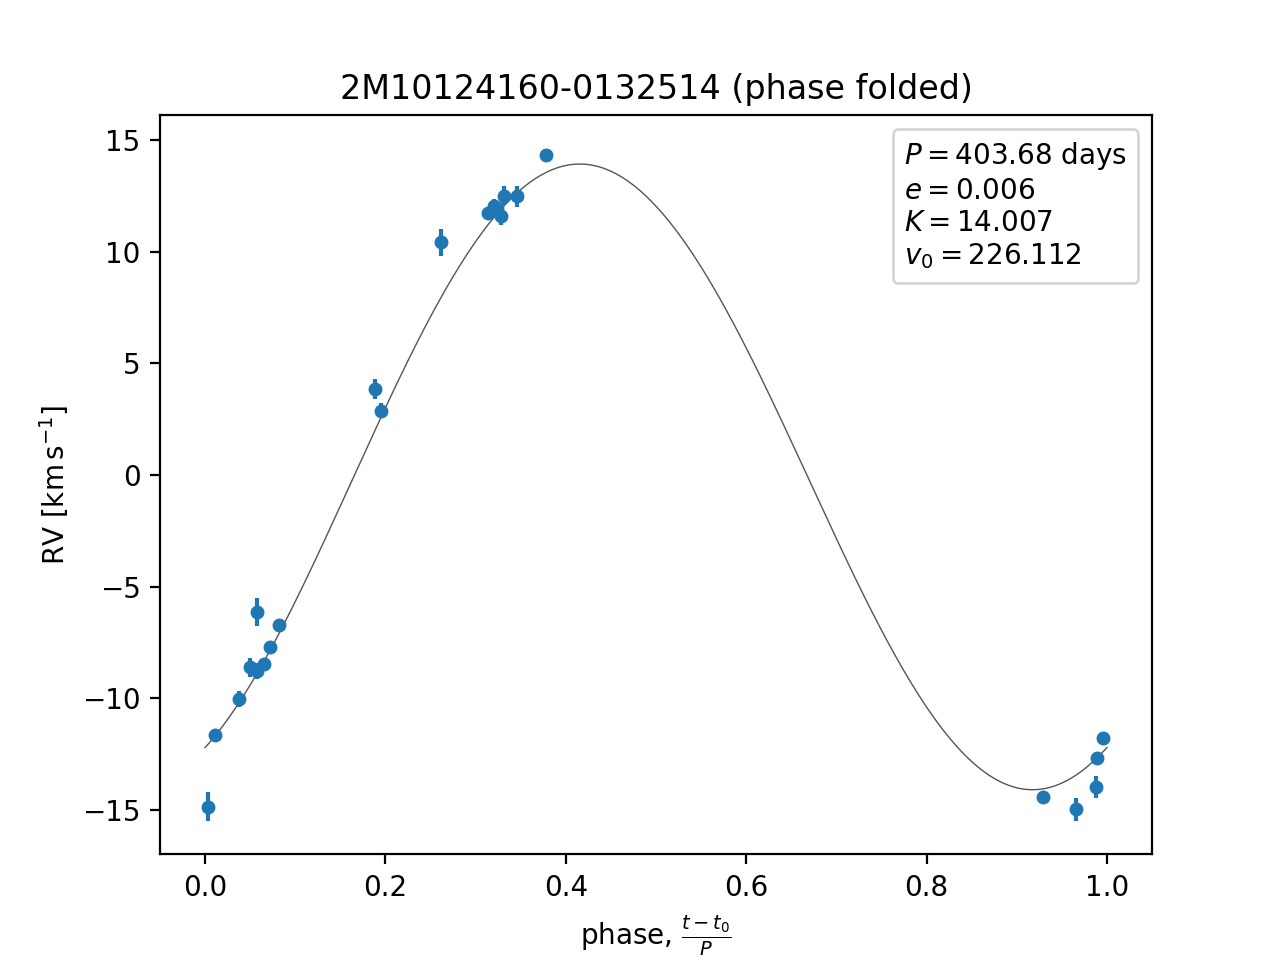 2M10124160-0132514 (phase folded)
P = 403.68 days
e = 0.006
K = 14.007
v₀ = 226.112
RV [km s⁻¹]
15
10
5
0
−5
−10
−15
0.0 0.2 0.4 0.6 0.8 1.0
phase, (t − t₀)/P